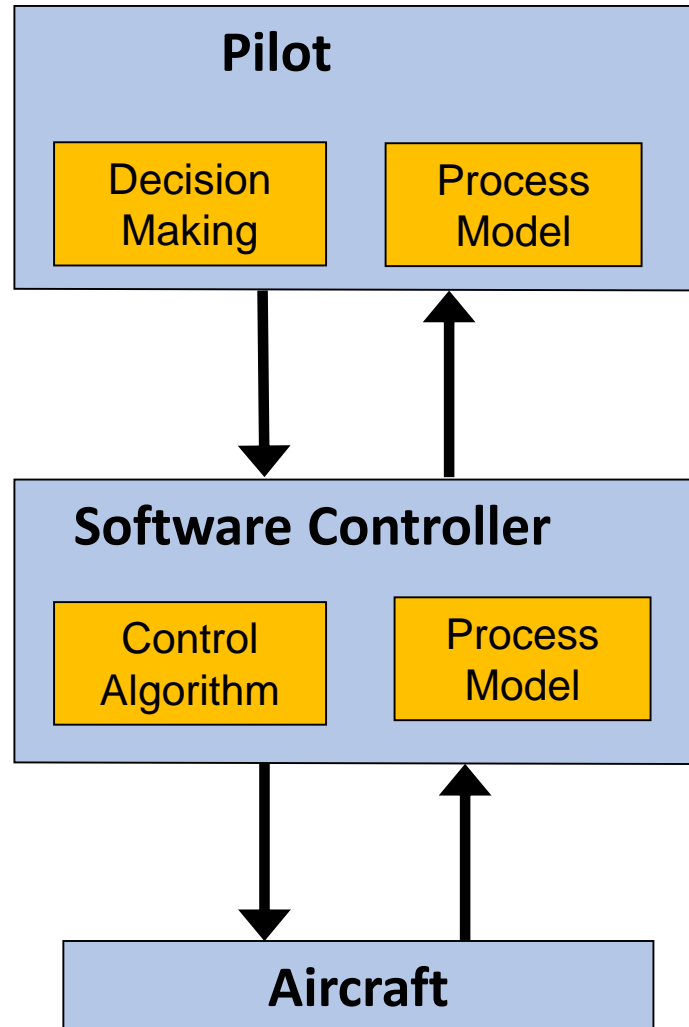 Pilot
Decision
Making
Process
Model
Software Controller
Control
Algorithm
Process
Model
Aircraft